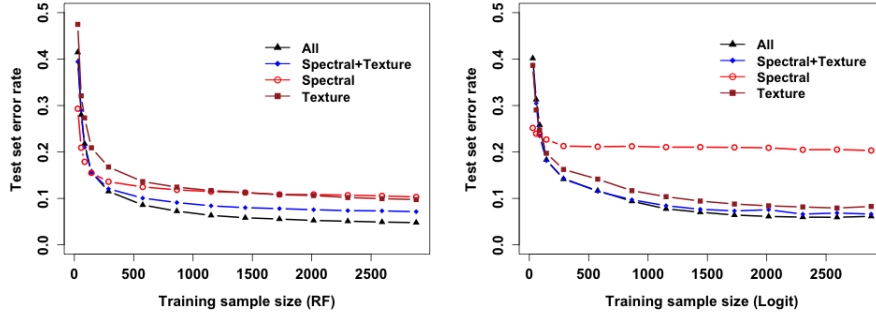 Test set error rate
0.0 0.1 0.2 0.3 0.4 0.5
All
Spectral+Texture
Spectral
Texture
0 500 1000 1500 2000 2500
Training sample size (RF)
Test set error rate
0.0 0.1 0.2 0.3 0.4 0.5
All
Spectral+Texture
Spectral
Texture
0 500 1000 1500 2000 2500
Training sample size (Logit)